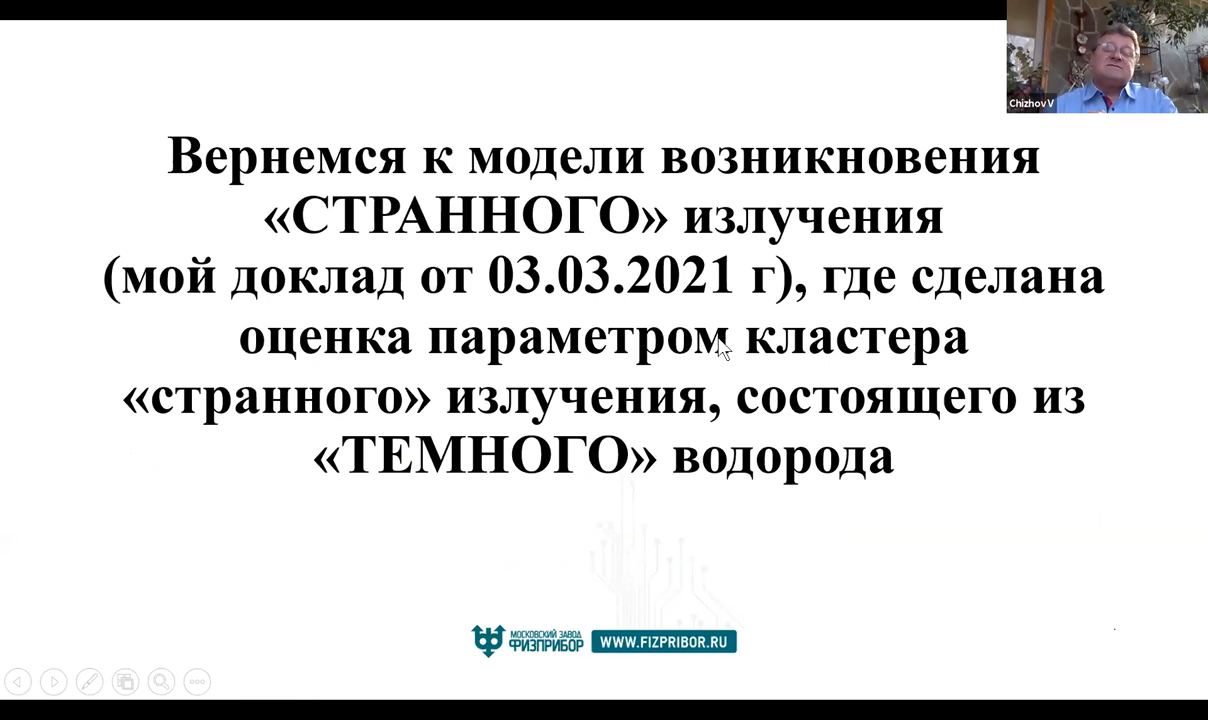 Chizhov V
Вернемся к модели возникновения
«СТРАННОГО» излучения
(мой доклад от 03.03.2021 г), где сделана
оценка параметром кластера
«странного» излучения, состоящего из
«ТЕМНОГО» водорода
МОСКОВСКИЙ ЗАВОД
ФИЗПРИБОР
WWW.FIZPRIBOR.RU